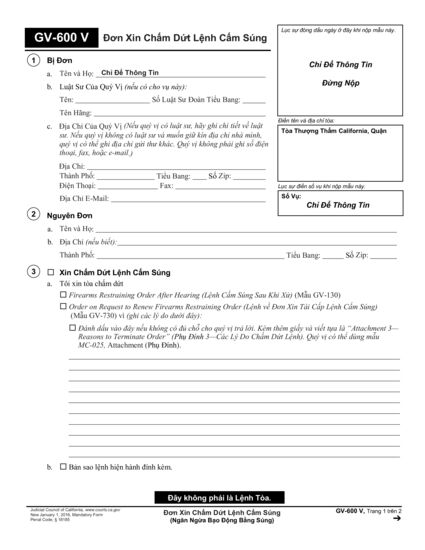 GV-600 V Đơn Xin Chấm Dứt Lệnh Cấm Súng
Lục sự đóng dấu ngày ở đây khi nộp mẫu này.
Chỉ Để Thông Tin
Đừng Nộp
Điền tên và địa chỉ tòa:
Tòa Thượng Thẩm California, Quận
Lục sự điền số vụ khi nộp mẫu này.
Số Vụ:
Chỉ Để Thông Tin
1 Bị Đơn
a. Tên và Họ: Chỉ Để Thông Tin
b. Luật Sư Của Quý Vị (nếu có cho vụ này):
Tên: Số Luật Sư Đoàn Tiểu Bang:
Tên Hãng:
c. Địa Chỉ Của Quý Vị (Nếu quý vị có luật sư, hãy ghi chi tiết về luật
sư. Nếu quý vị không có luật sư và muốn giữ kín địa chỉ nhà mình,
quý vị có thể ghi địa chỉ gửi thư khác. Quý vị không phải ghi số điện
thoại, fax, hoặc e-mail.)
Địa Chỉ:
Thành Phố: Tiểu Bang: Số Zip:
Điện Thoại: Fax:
Địa Chỉ E-Mail:
2 Nguyên Đơn
a. Tên và Họ:
b. Địa Chỉ (nếu biết):
Thành Phố: Tiểu Bang: Số Zip:
3 ☐ Xin Chấm Dứt Lệnh Cấm Súng
a. Tôi xin tòa chấm dứt
☐ Firearms Restraining Order After Hearing (Lệnh Cấm Súng Sau Khi Xử) (Mẫu GV-130)
☐ Order on Request to Renew Firearms Restraining Order (Lệnh về Đơn Xin Tái Cấp Lệnh Cấm Súng)
(Mẫu GV-730) vì (ghi các lý do dưới đây):
☐ Đánh dấu vào đây nếu không có đủ chỗ cho quý vị trả lời. Kèm thêm giấy và viết tựa là “Attachment 3—
Reasons to Terminate Order” (Phụ Đính 3—Các Lý Do Chấm Dứt Lệnh). Quý vị có thể dùng mẫu
MC-025, Attachment (Phụ Đính).
b. ☐ Bản sao lệnh hiện hành đính kèm.
Đây không phải là Lệnh Tòa.
Judicial Council of California, www.courts.ca.gov
New January 1, 2016, Mandatory Form
Penal Code, § 18185
Đơn Xin Chấm Dứt Lệnh Cấm Súng
(Ngăn Ngừa Bạo Động Bằng Súng)
GV-600 V, Trang 1 trên 2
➔